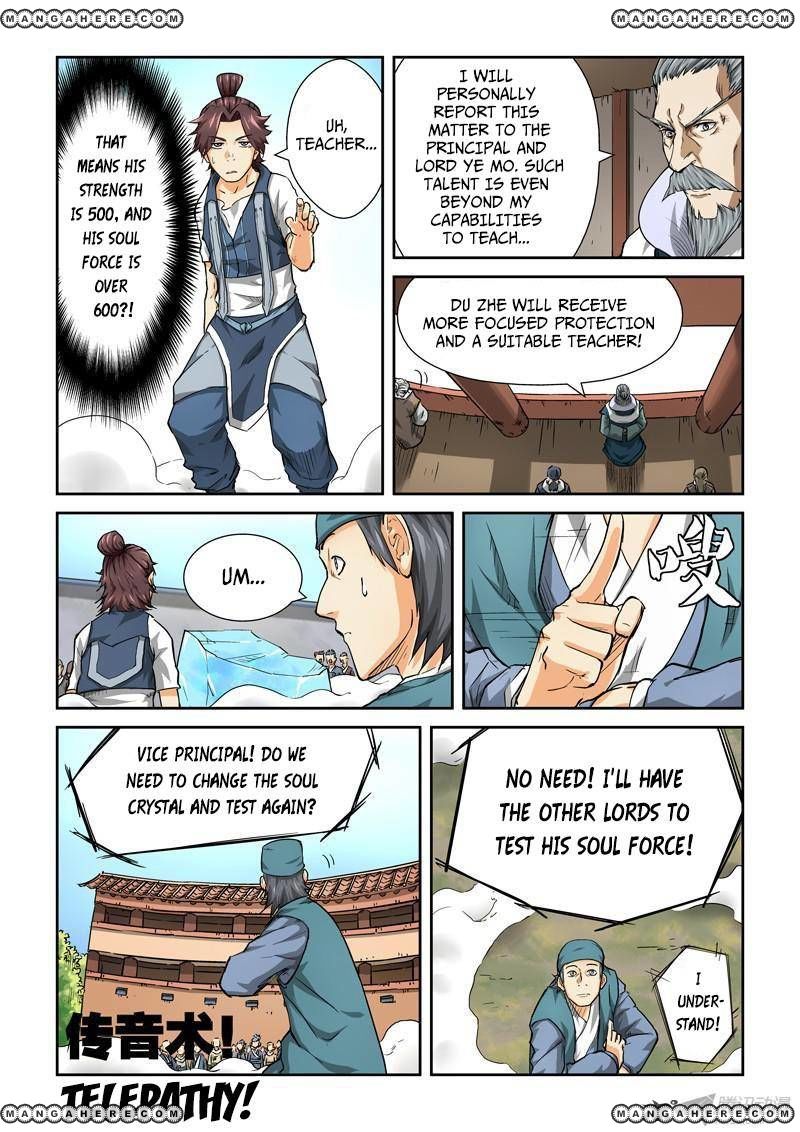 MANGAHERE.COM
MANGAHERE.COM
THAT
MEANS HIS
STRENGTH
IS 500, AND
HIS SOUL
FORCE IS
OVER
600?!
UH,
TEACHER...
I WILL
PERSONALLY
REPORT THIS
MATTER TO THE
PRINCIPAL AND
LORD YE MO. SUCH
TALENT IS EVEN
BEYOND MY
CAPABILITIES
TO TEACH...
DU ZHE WILL RECEIVE
MORE FOCUSED PROTECTION
AND A SUITABLE TEACHER!
UM...
嗖
VICE PRINCIPAL! DO WE
NEED TO CHANGE THE SOUL
CRYSTAL AND TEST AGAIN?
传音术!
TELEPATHY!
NO NEED! I'LL HAVE
THE OTHER LORDS TO
TEST HIS SOUL FORCE!
I
UNDER-
STAND!
腾讯动漫
MANGAHERE.COM
MANGAHERE.COM